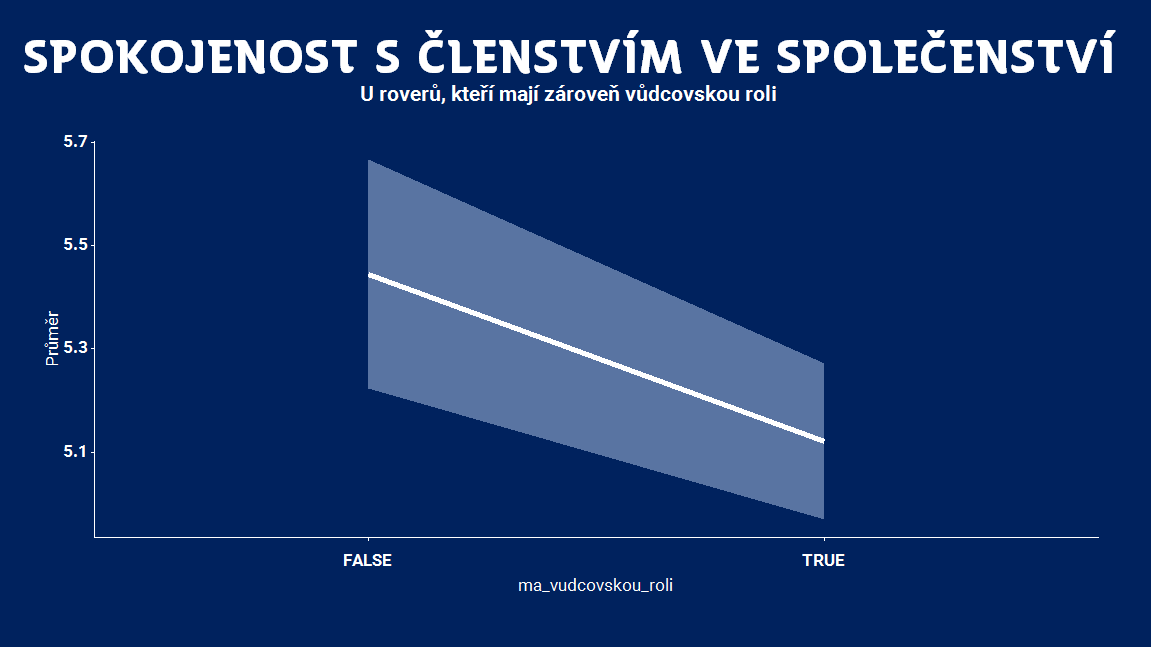 SPOKOJENOST S ČLENSTVÍM VE SPOLEČENSTVÍ
U roverů, kteří mají zároveň vůdcovskou roli
5.7
5.5
5.3
5.1
Průměr
FALSE
TRUE
ma_vudcovskou_roli